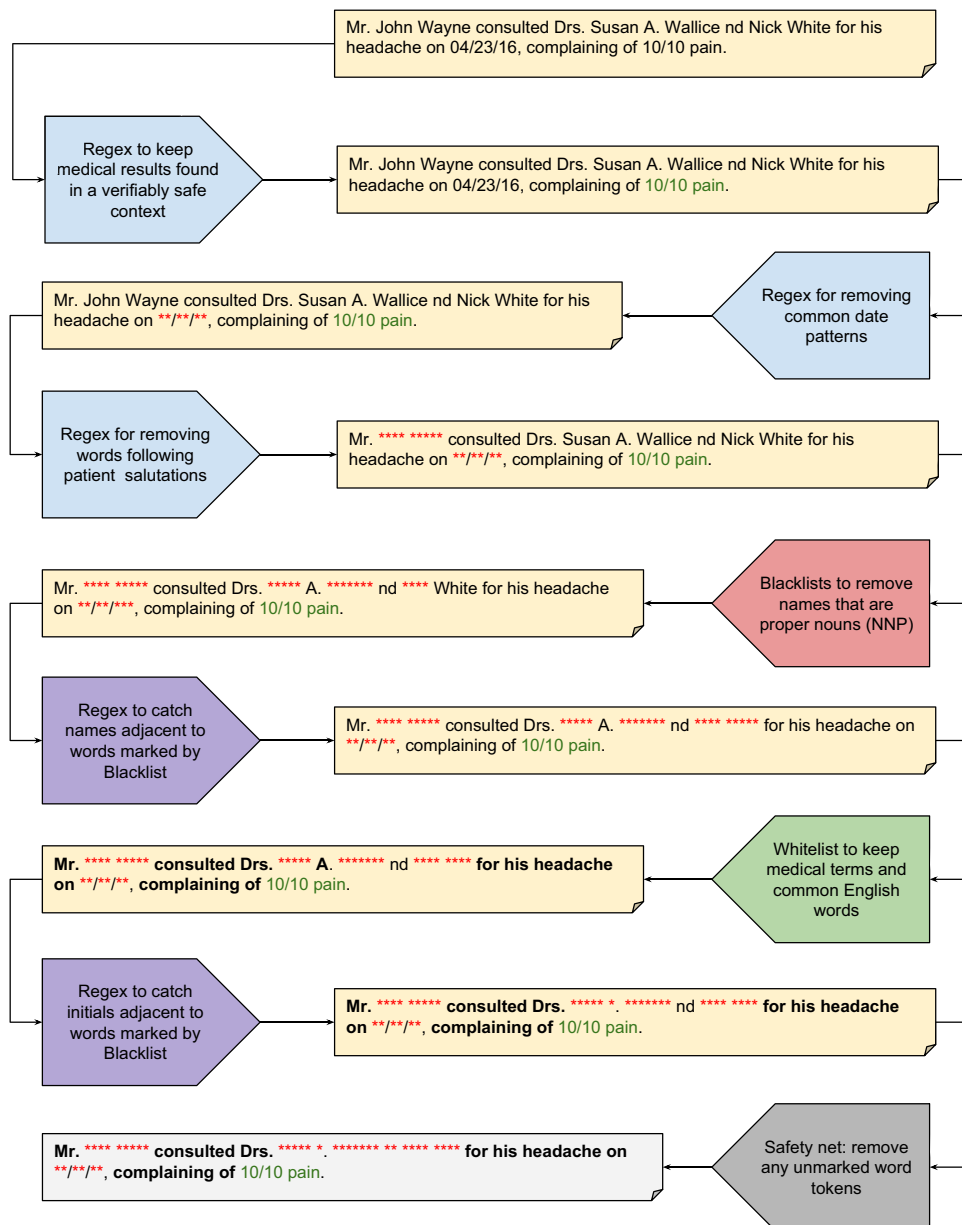 Mr. John Wayne consulted Drs. Susan A. Wallice nd Nick White for his
headache on 04/23/16, complaining of 10/10 pain.
Regex to keep
medical results found
in a verifiably safe
context
Mr. John Wayne consulted Drs. Susan A. Wallice nd Nick White for his
headache on 04/23/16, complaining of 10/10 pain.
Regex for removing
common date
patterns
Mr. John Wayne consulted Drs. Susan A. Wallice nd Nick White for his
headache on **/**/**, complaining of 10/10 pain.
Regex for removing
words following
patient salutations
Mr. **** ***** consulted Drs. Susan A. Wallice nd Nick White for his
headache on **/**/**, complaining of 10/10 pain.
Blacklists to remove
names that are
proper nouns (NNP)
Mr. **** ***** consulted Drs. ***** A. ******* nd **** White for his headache
on **/**/***, complaining of 10/10 pain.
Regex to catch
names adjacent to
words marked by
Blacklist
Mr. **** ***** consulted Drs. ***** A. ******* nd **** ***** for his headache on
**/**/**, complaining of 10/10 pain.
Whitelist to keep
medical terms and
common English
words
Mr. **** ***** consulted Drs. ***** A. ******* nd **** **** for his headache
on **/**/**, complaining of 10/10 pain.
Regex to catch
initials adjacent to
words marked by
Blacklist
Mr. **** ***** consulted Drs. ***** *. ******* nd **** **** for his headache
on **/**/**, complaining of 10/10 pain.
Safety net: remove
any unmarked word
tokens
Mr. **** ***** consulted Drs. ***** *. ******* ** **** **** for his headache on
**/**/**, complaining of 10/10 pain.